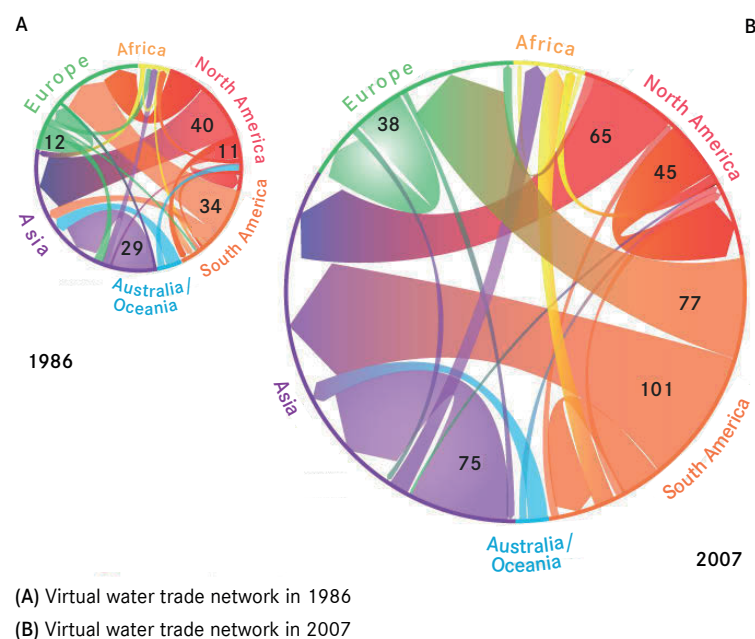 A
B
Africa
Europe
North America
40
12
11
34
29
Asia
South America
Australia/
Oceania
1986
Africa
Europe
North America
38
65
45
77
101
75
Asia
South America
Australia/
Oceania
2007
(A) Virtual water trade network in 1986
(B) Virtual water trade network in 2007